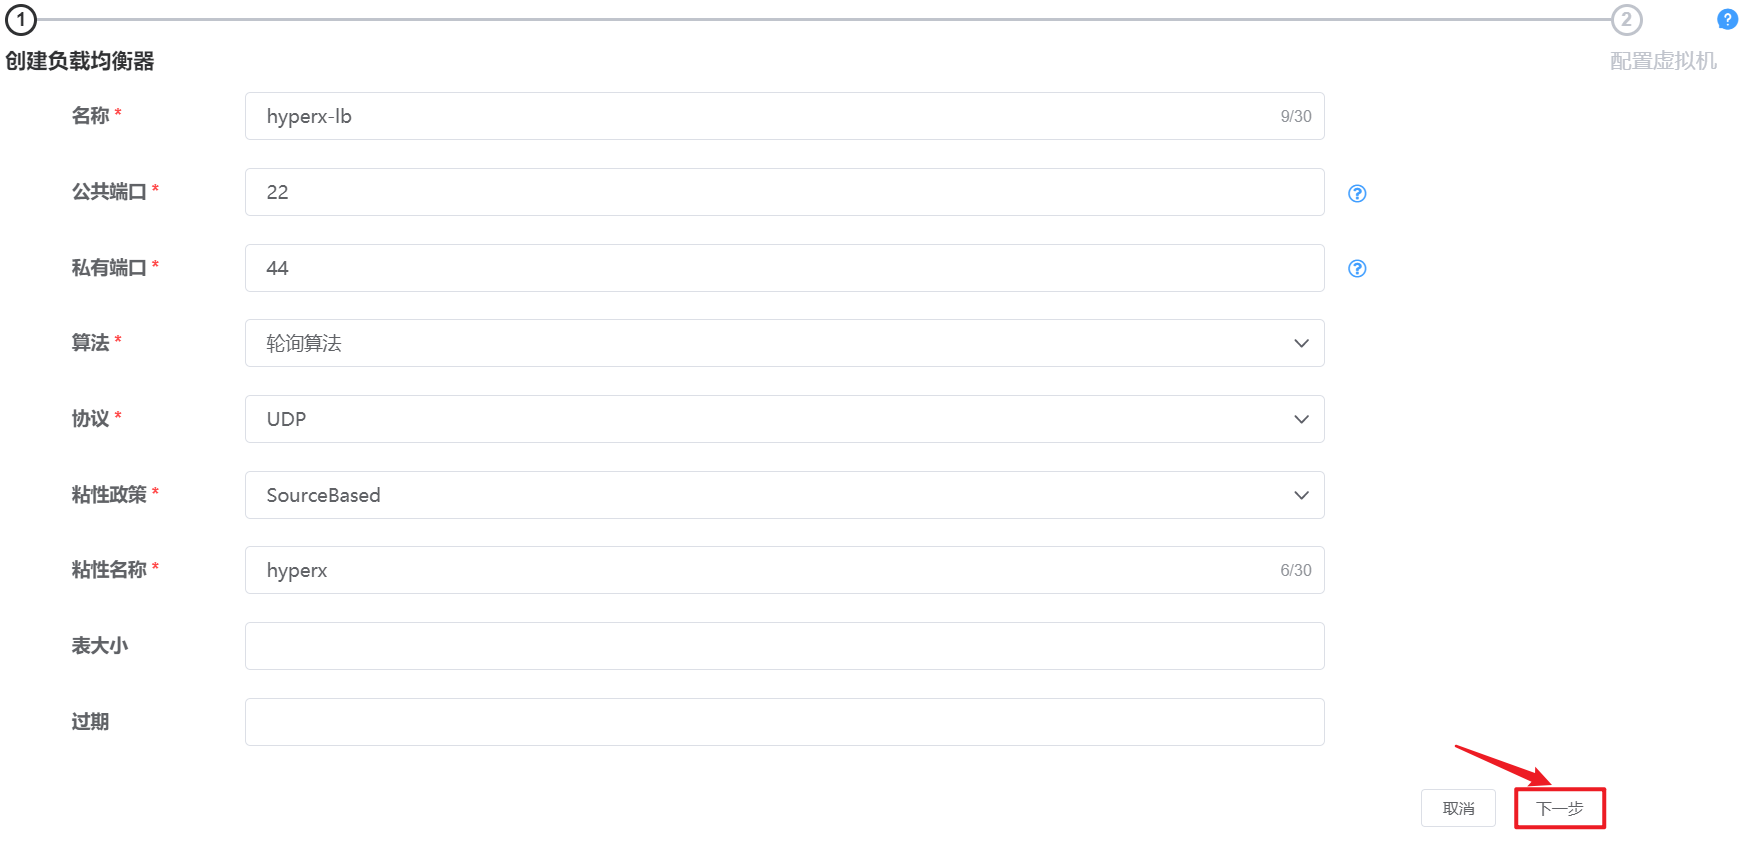 1
2
?
创建负载均衡器
配置虚拟机
名称 *
hyperx-lb
9/30
公共端口 *
22
?
私有端口 *
44
?
算法 *
轮询算法
协议 *
UDP
粘性政策 *
SourceBased
粘性名称 *
hyperx
6/30
表大小
过期
取消
下一步